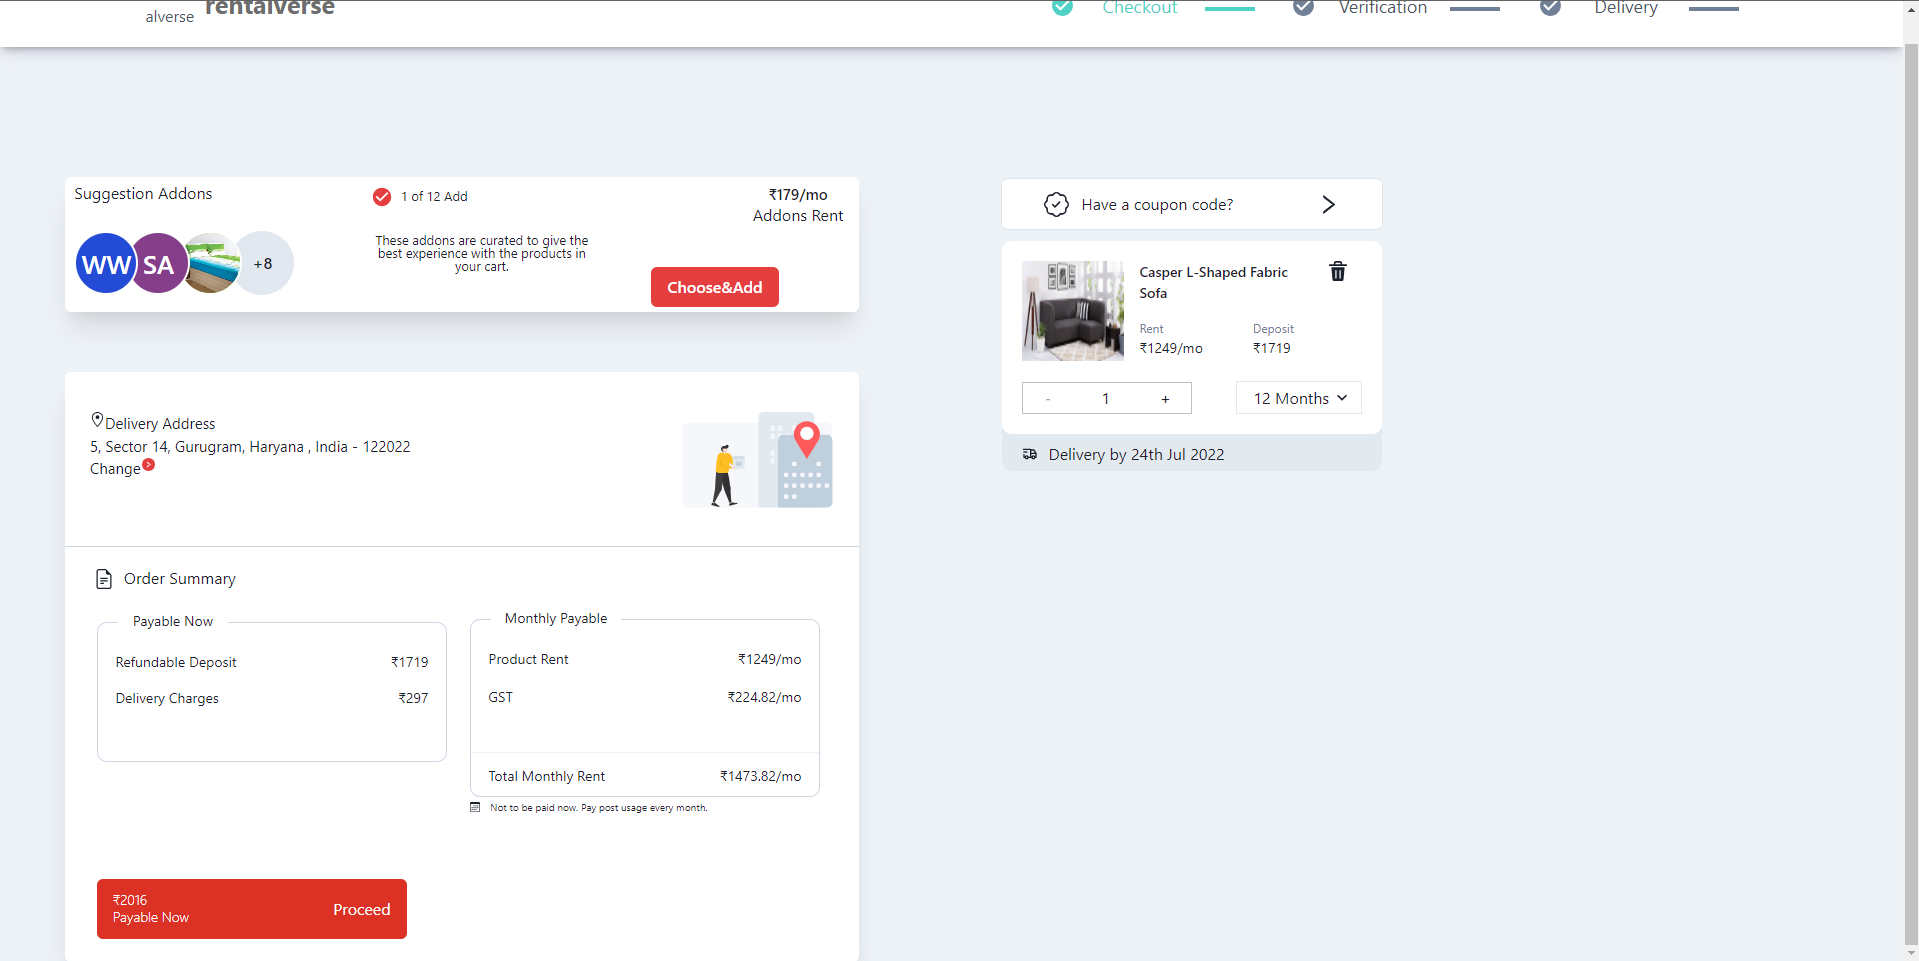 alverse
rentalverse
Checkout
Verification
Delivery
Suggestion Addons
WW
SA
+8
1 of 12 Add
These addons are curated to give the
best experience with the products in
your cart.
₹179/mo
Addons Rent
Choose&Add
Have a coupon code?
Casper L-Shaped Fabric
Sofa
Rent
Deposit
₹1249/mo
₹1719
- 1 +
12 Months
Delivery by 24th Jul 2022
Delivery Address
5, Sector 14, Gurugram, Haryana , India - 122022
Change
Order Summary
Payable Now
Refundable Deposit ₹1719
Delivery Charges ₹297
Monthly Payable
Product Rent ₹1249/mo
GST ₹224.82/mo
Total Monthly Rent ₹1473.82/mo
Not to be paid now. Pay post usage every month.
₹2016
Payable Now
Proceed